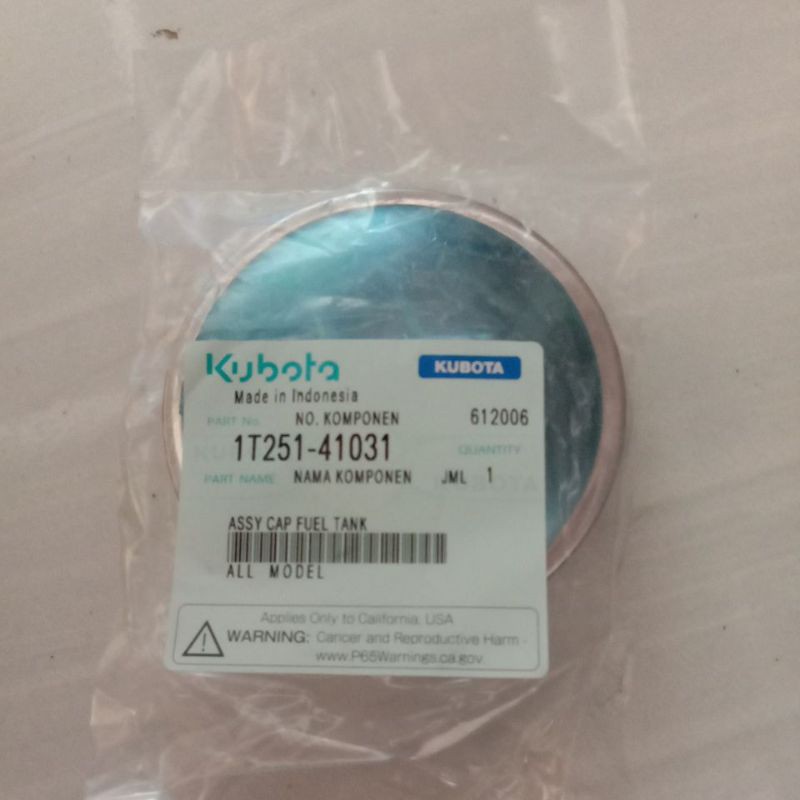 Kubota KUBOTA
Made in Indonesia
PART No. NO. KOMPONEN 612006
1T251-41031 QUANTITY
PART NAME NAMA KOMPONEN JML 1
ASSY CAP FUEL TANK
ALL MODEL
Applies Only to California, USA
WARNING: Cancer and Reproductive Harm -
www.P65Warnings.ca.gov